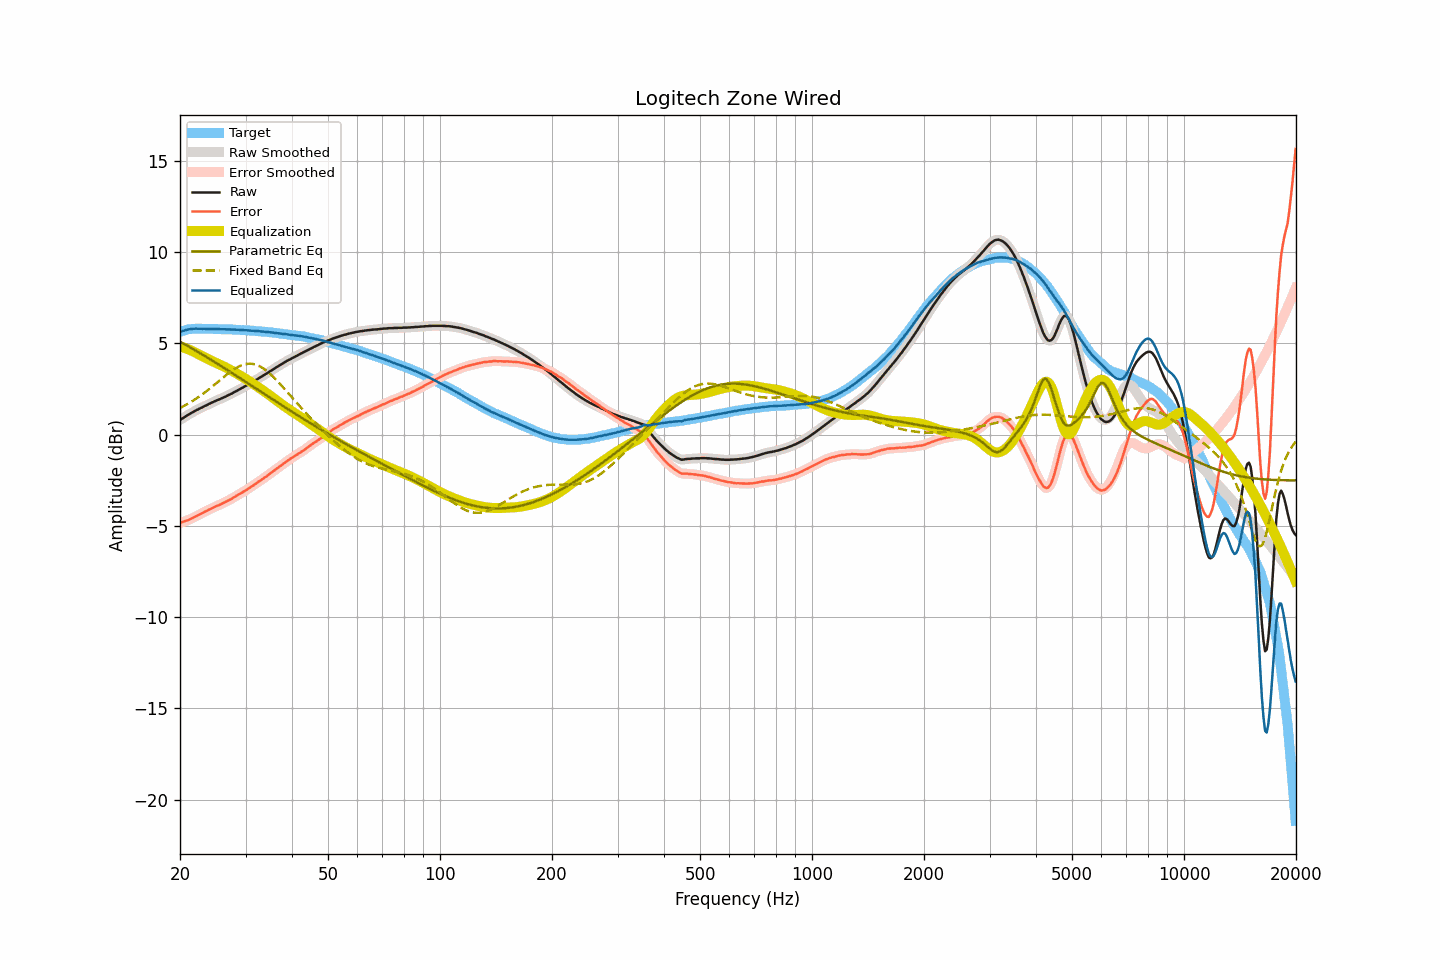 Logitech Zone Wired
Target
Raw Smoothed
Error Smoothed
Raw
Error
Equalization
Parametric Eq
Fixed Band Eq
Equalized
15
10
5
0
−5
−10
−15
−20
Amplitude (dBr)
20 50 100 200 500 1000 2000 5000 10000 20000
Frequency (Hz)